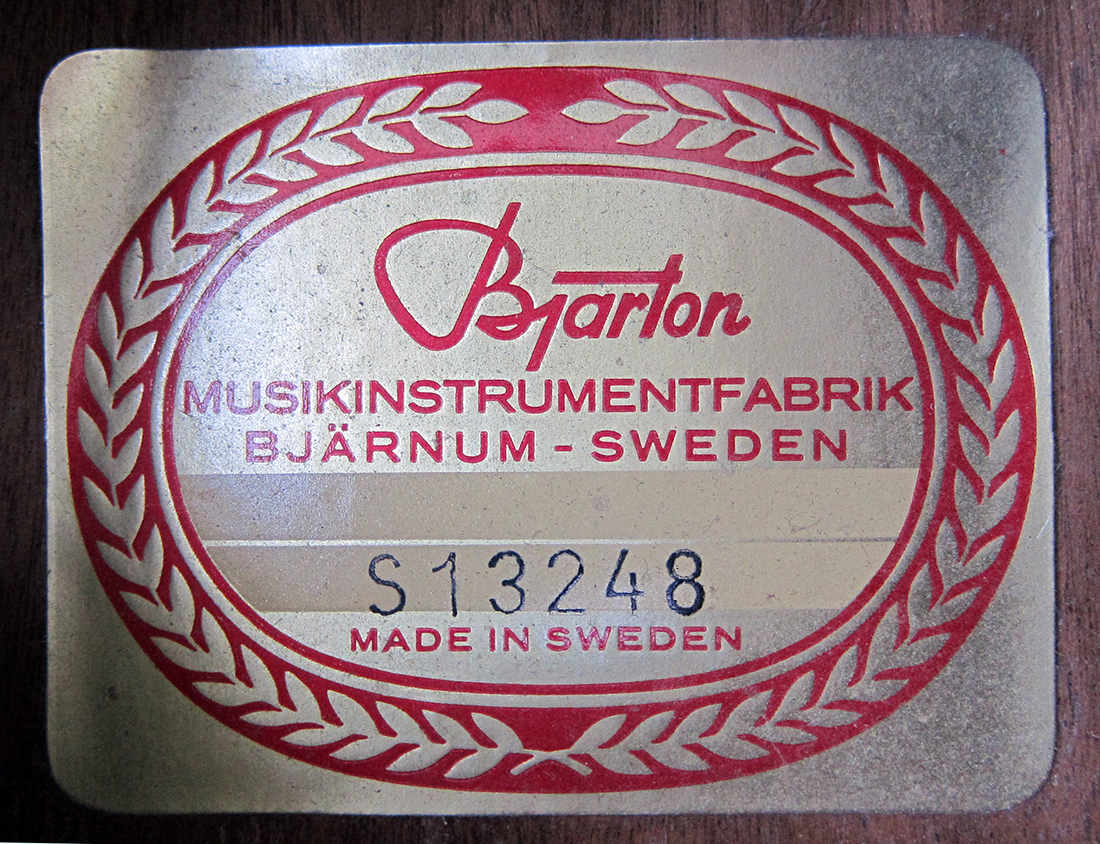 Bjarton
MUSIKINSTRUMENTFABRIK
BJÄRNUM - SWEDEN
S13248
MADE IN SWEDEN